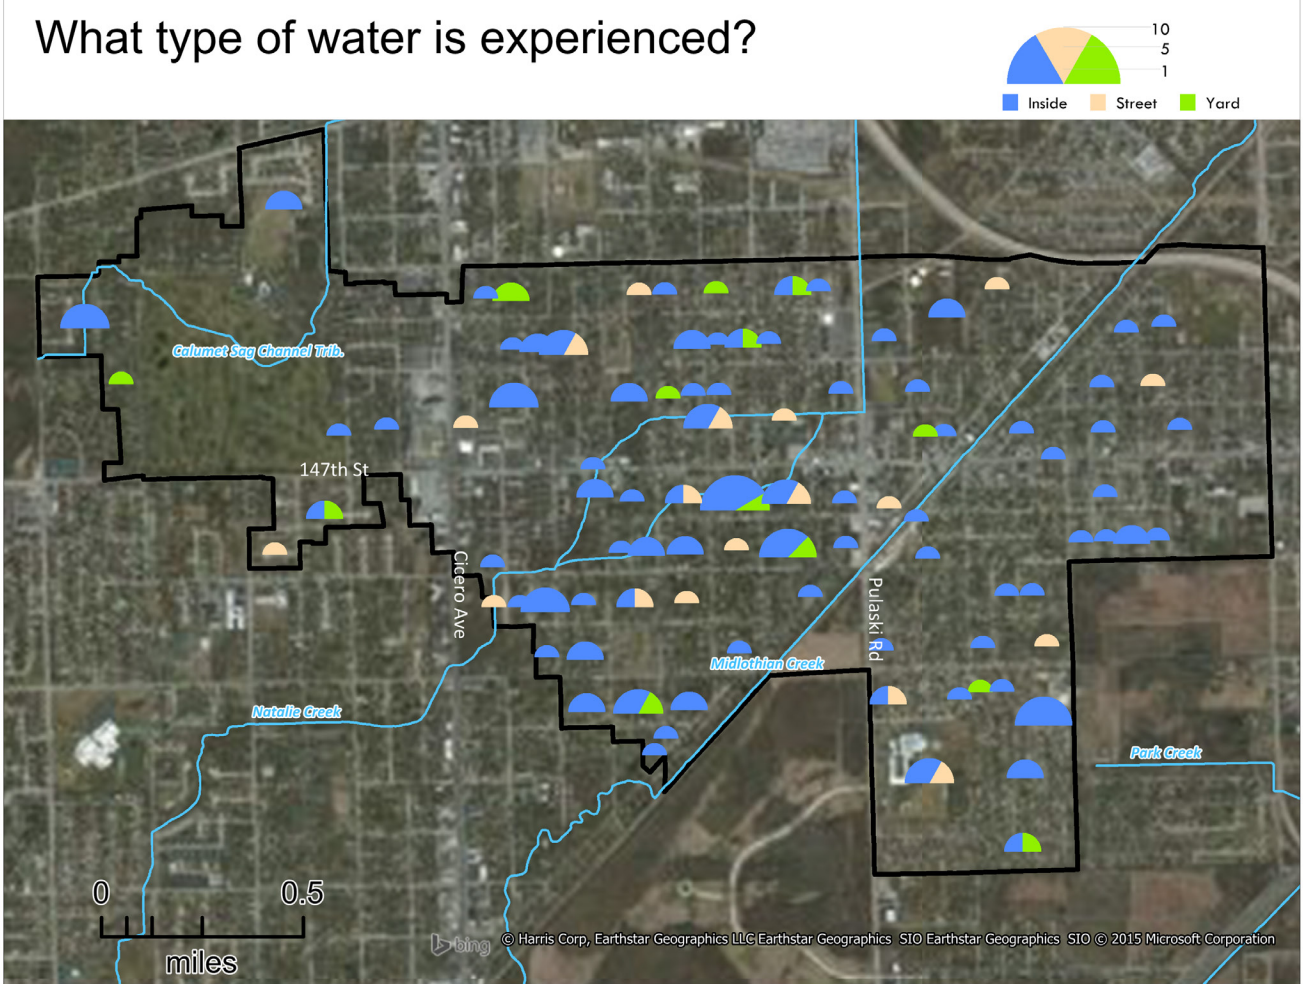 What type of water is experienced?
10
5
1
Inside Street Yard
Calumet Sag Channel Trib.
147th St
Cicero Ave
Pulaski Rd
Midlothian Creek
Natalie Creek
Park Creek
0 0.5
miles
bing
© Harris Corp, Earthstar Geographics LLC Earthstar Geographics SIO Earthstar Geographics SIO © 2015 Microsoft Corporation